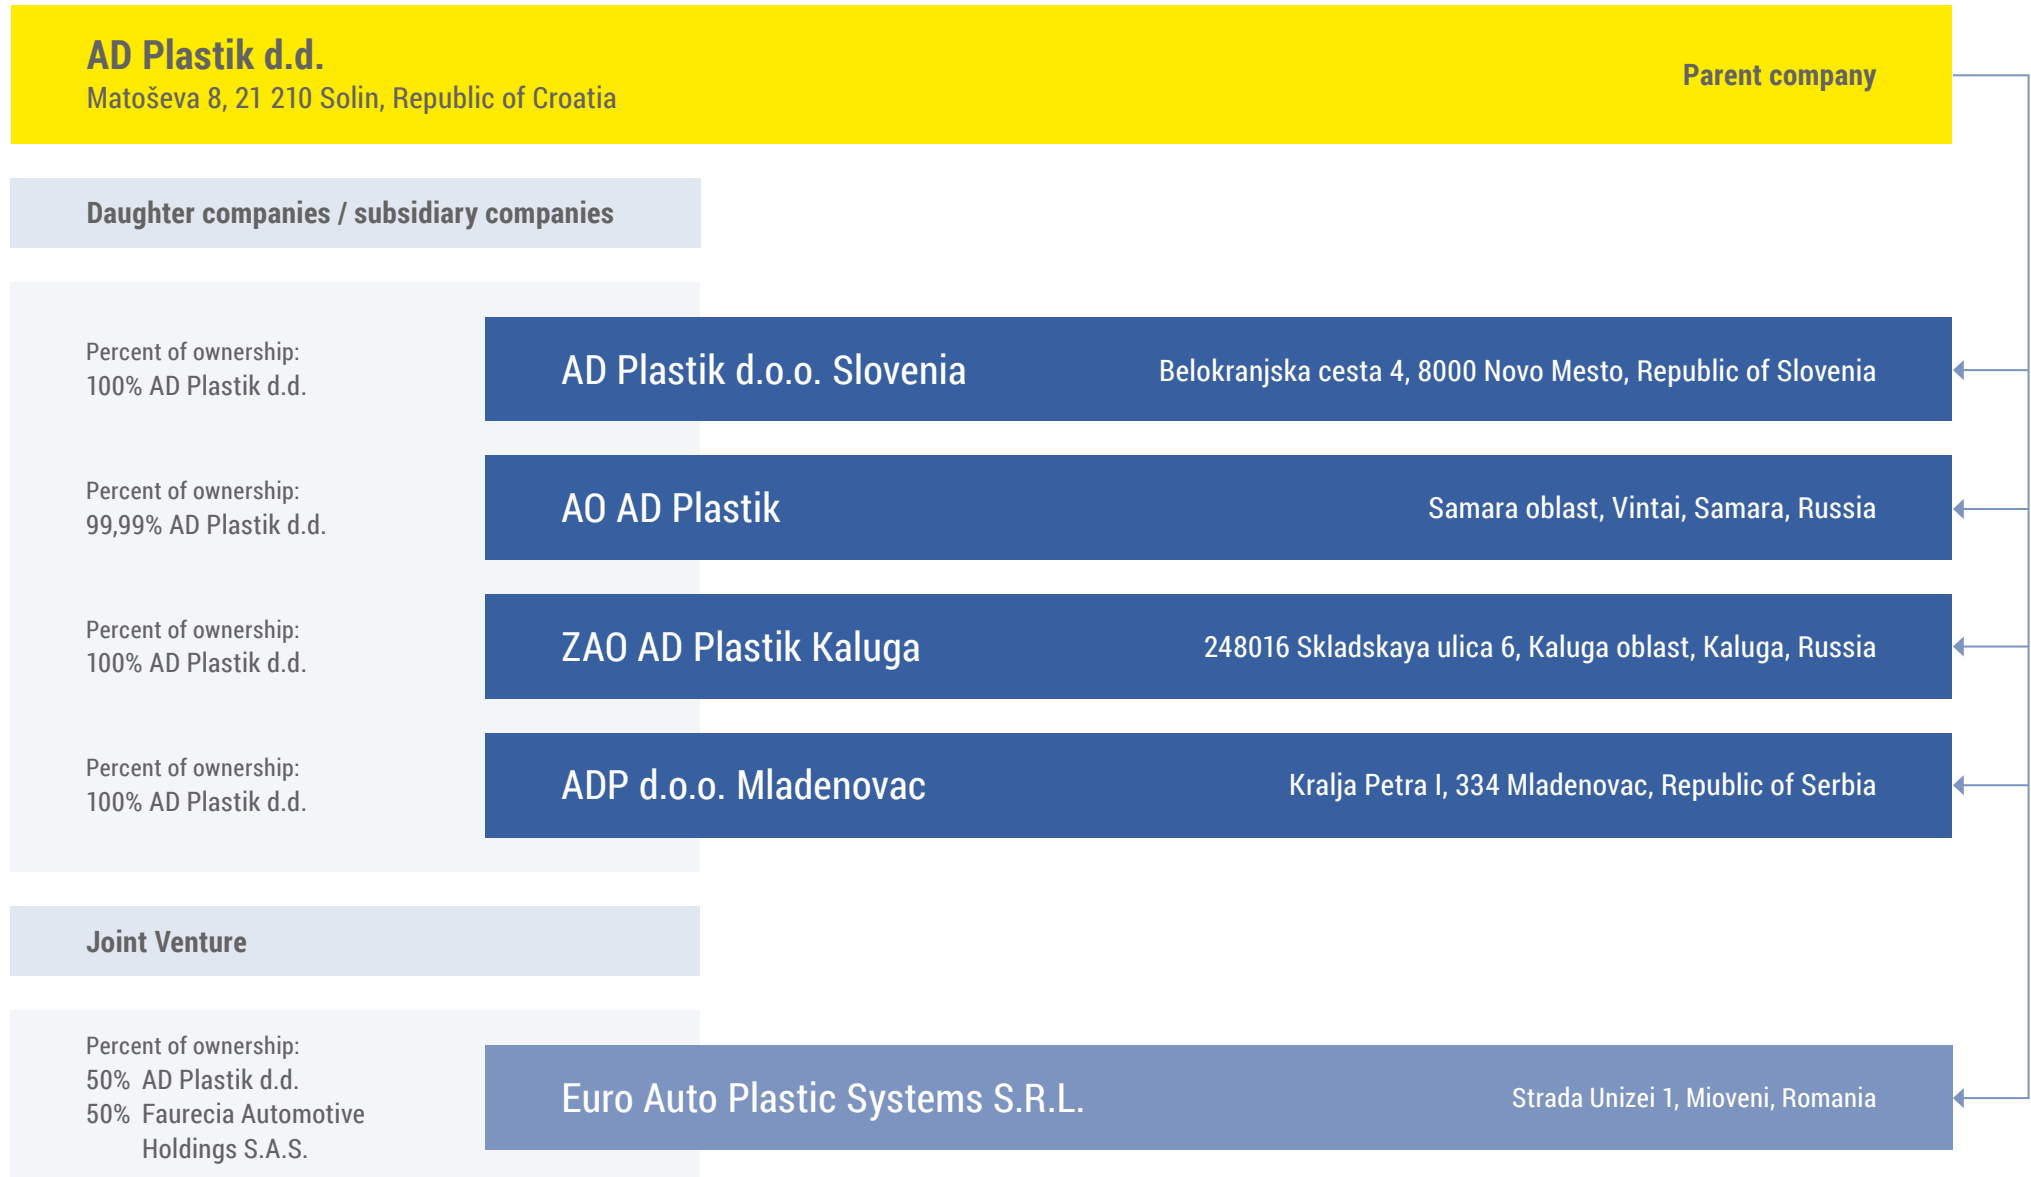 AD Plastik d.d.
Matoševa 8, 21 210 Solin, Republic of Croatia
Parent company
Daughter companies / subsidiary companies
Percent of ownership:
100% AD Plastik d.d.
AD Plastik d.o.o. Slovenia
Belokranjska cesta 4, 8000 Novo Mesto, Republic of Slovenia
Percent of ownership:
99,99% AD Plastik d.d.
AO AD Plastik
Samara oblast, Vintai, Samara, Russia
Percent of ownership:
100% AD Plastik d.d.
ZAO AD Plastik Kaluga
248016 Skladskaya ulica 6, Kaluga oblast, Kaluga, Russia
Percent of ownership:
100% AD Plastik d.d.
ADP d.o.o. Mladenovac
Kralja Petra I, 334 Mladenovac, Republic of Serbia
Joint Venture
Percent of ownership:
50% AD Plastik d.d.
50% Faurecia Automotive
Holdings S.A.S.
Euro Auto Plastic Systems S.R.L.
Strada Unizei 1, Mioveni, Romania